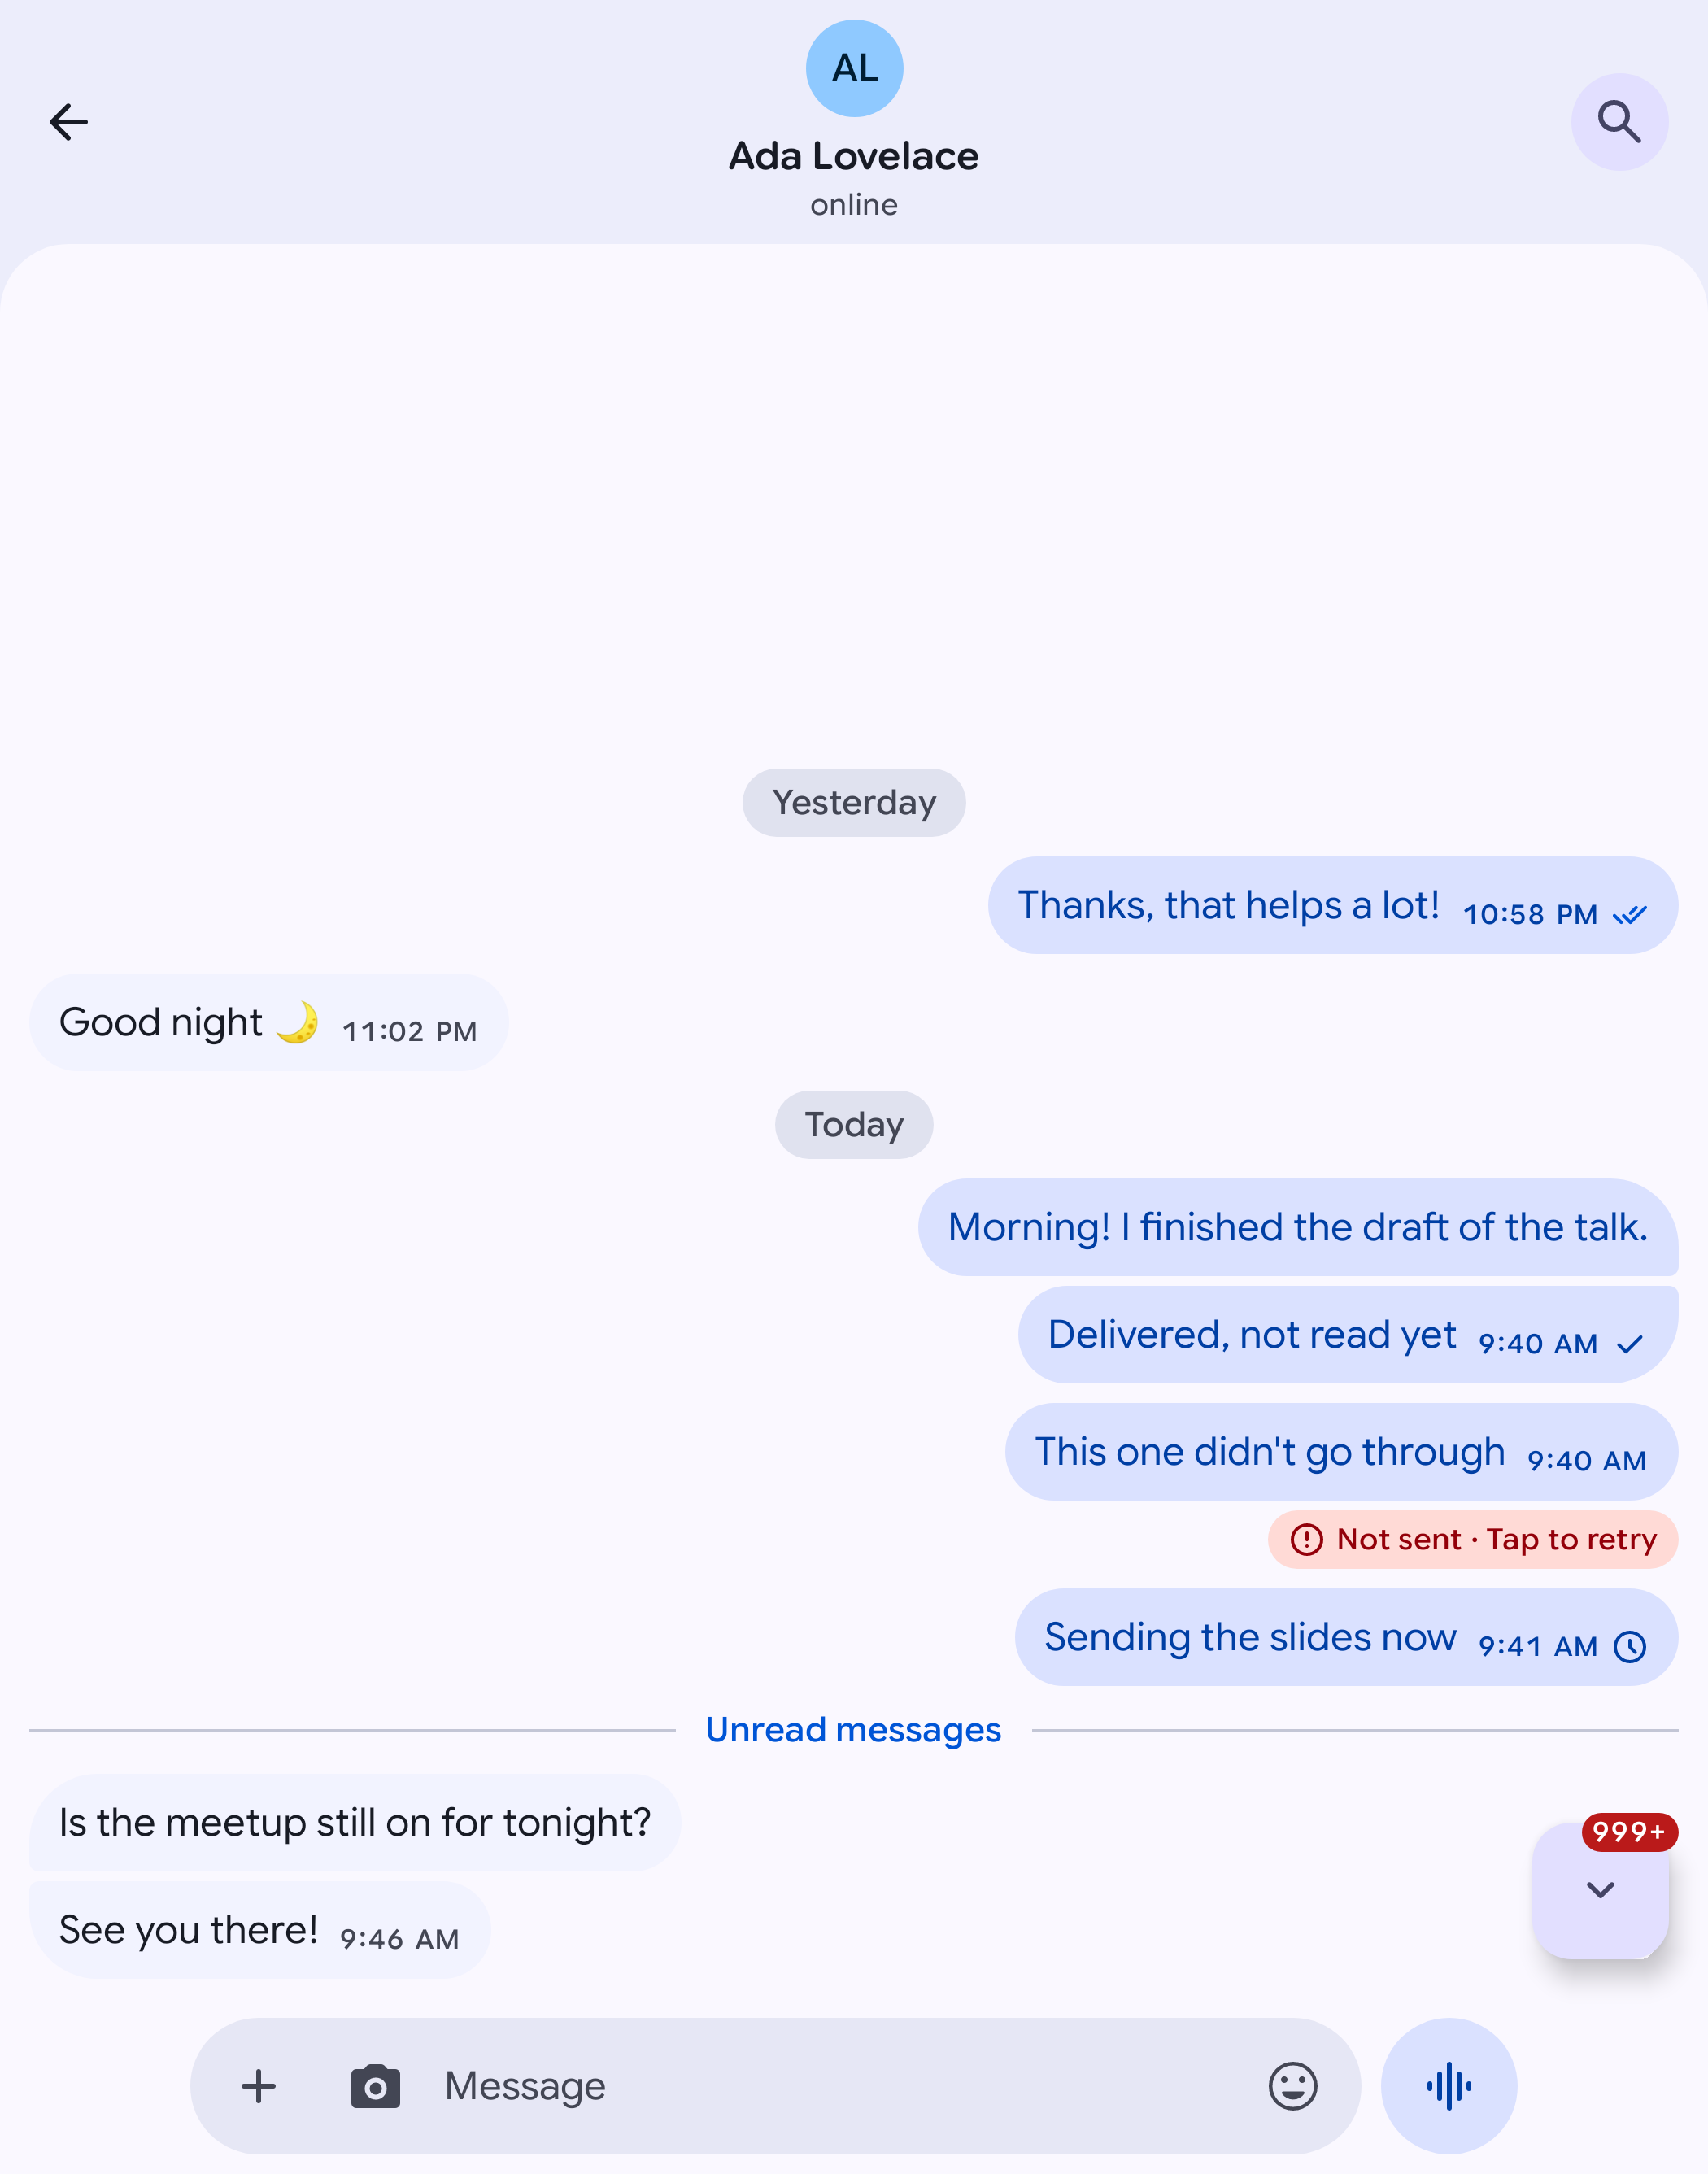 AL
Ada Lovelace
online
Yesterday
Thanks, that helps a lot! 10:58 PM
Good night 🌙 11:02 PM
Today
Morning! I finished the draft of the talk.
Delivered, not read yet 9:40 AM
This one didn't go through 9:40 AM
Not sent · Tap to retry
Sending the slides now 9:41 AM
Unread messages
Is the meetup still on for tonight?
999+
See you there! 9:46 AM
Message